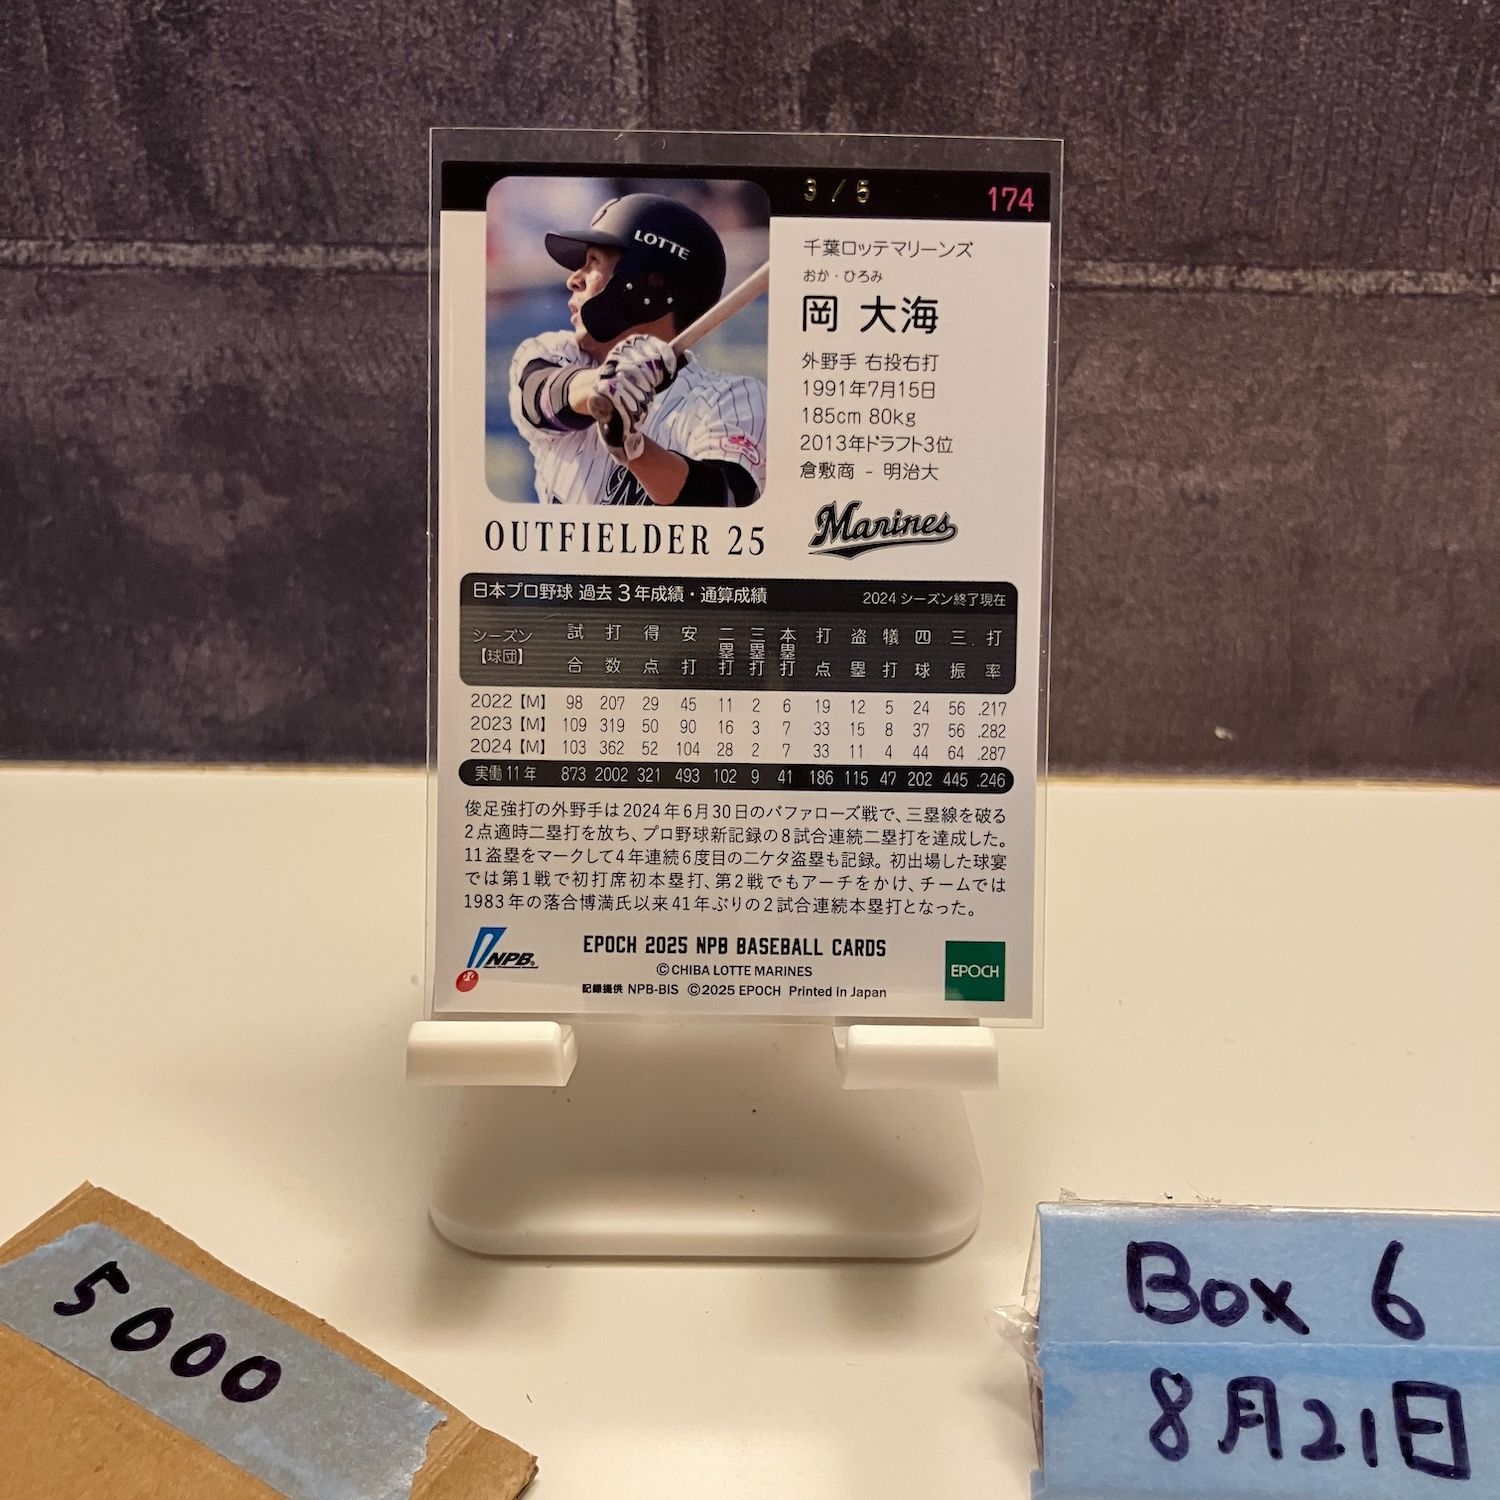 3/5
174
LOTTE
千葉ロッテマリーンズ
おか・ひろみ
岡 大海
外野手 右投右打
1991年7月15日
185cm 80kg
2013年ドラフト3位
倉敷商 - 明治大
OUTFIELDER 25
Marines
日本プロ野球 過去3年成績・通算成績 2024 シーズン終了現在
シーズン【球団】 試合 打数 得点 安打 二塁打 三塁打 本塁打 打点 盗塁 犠打 四球 三振 打率
2022【M】 98 207 29 45 11 2 6 19 12 5 24 56 .217
2023【M】 109 319 50 90 16 3 7 33 15 8 37 56 .282
2024【M】 103 362 52 104 28 2 7 33 11 4 44 64 .287
実働11年 873 2002 321 493 102 9 41 186 115 47 202 445 .246
俊足強打の外野手は2024年6月30日のバファローズ戦で、三塁線を破る
2点適時二塁打を放ち、プロ野球新記録の8試合連続二塁打を達成した。
11盗塁をマークして4年連続6度目の二ケタ盗塁も記録。初出場した球宴
では第1戦で初打席初本塁打、第2戦でもアーチをかけ、チームでは
1983年の落合博満氏以来41年ぶりの2試合連続本塁打となった。
NPB
EPOCH 2025 NPB BASEBALL CARDS
©CHIBA LOTTE MARINES
記録提供 NPB-BIS ©2025 EPOCH Printed in Japan
EPOCH
5000
Box 6
8月21日